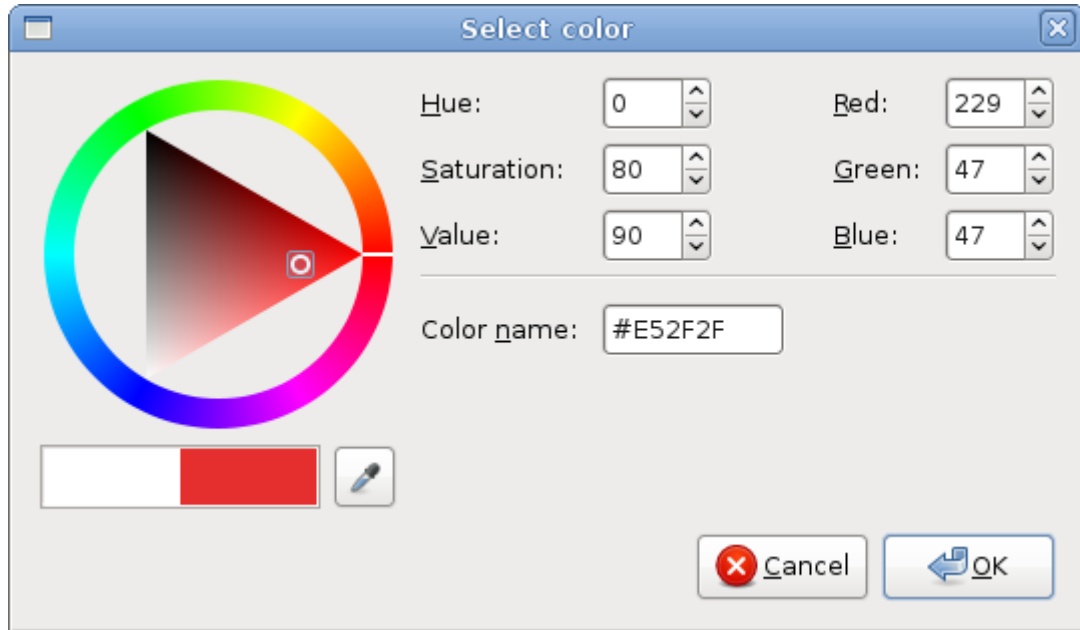 Select color
Hue: 0 Red: 229
Saturation: 80 Green: 47
Value: 90 Blue: 47
Color name: #E52F2F
Cancel OK